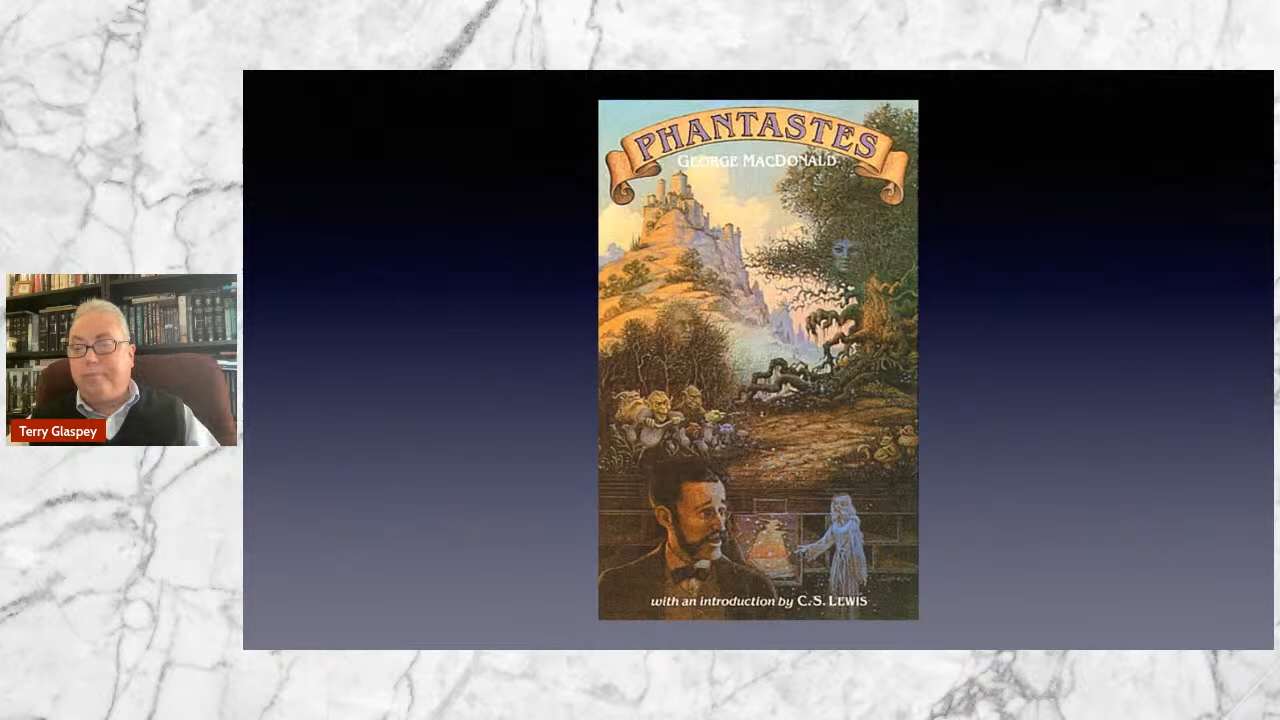 PHANTASTES
GEORGE MACDONALD
Terry Glaspey
with an introduction by C.S. LEWIS